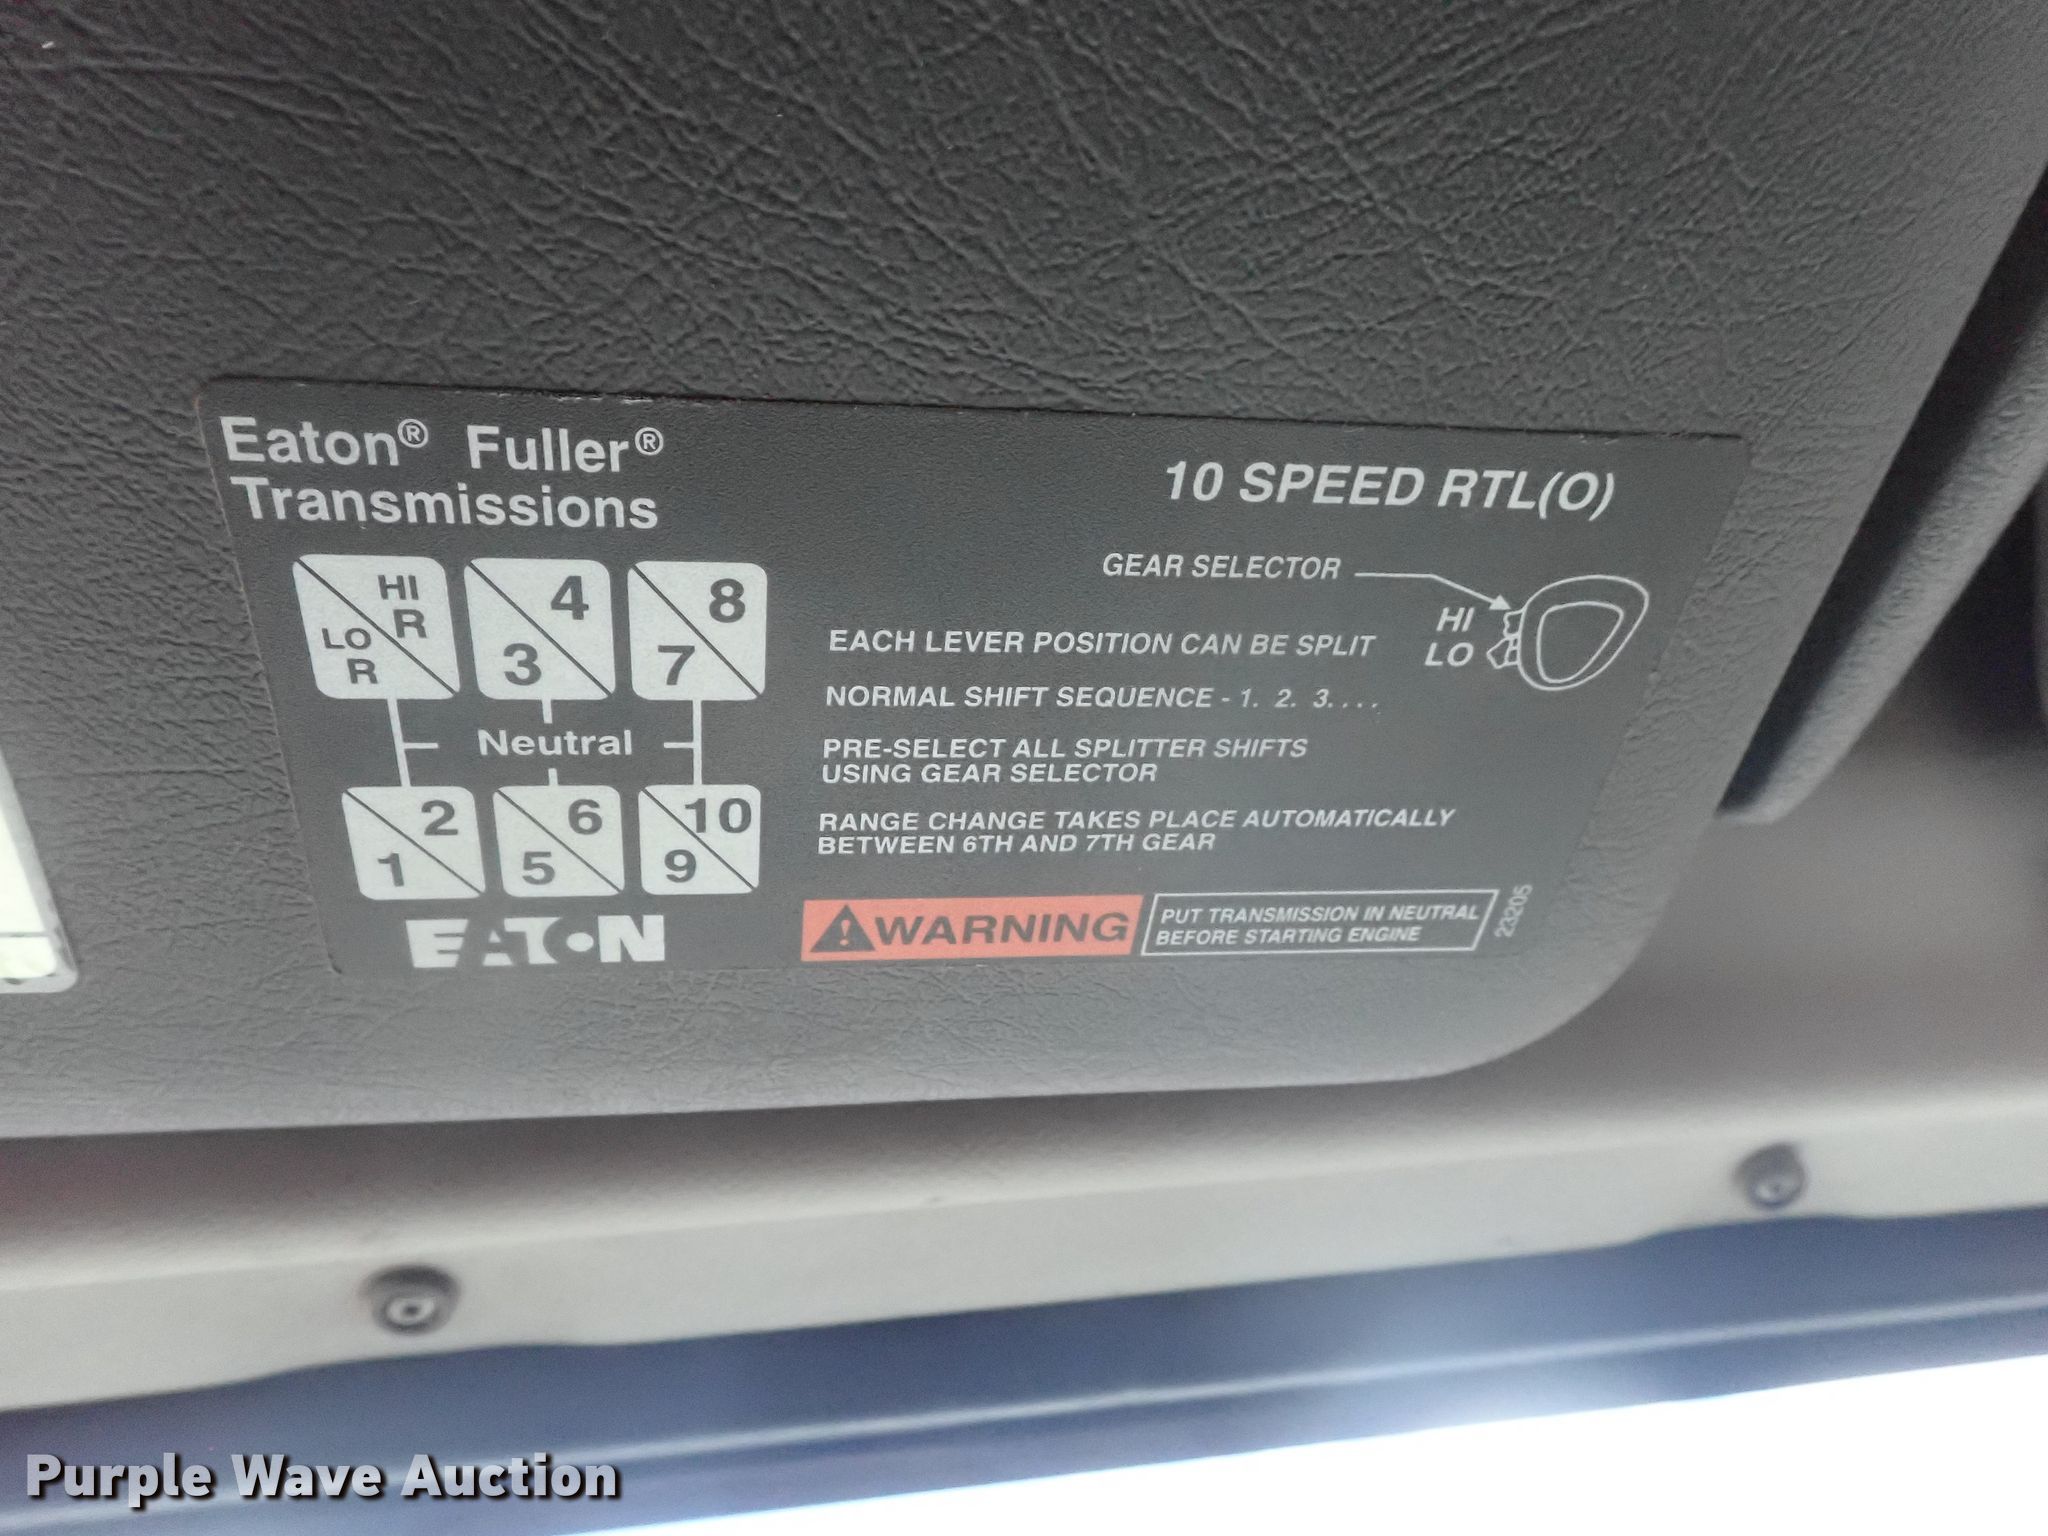 Eaton® Fuller®
Transmissions
10 SPEED RTL(O)
GEAR SELECTOR
HI
LO
HI
R
LO
R
4
3
8
7
Neutral
2
1
6
5
10
9
EATON
EACH LEVER POSITION CAN BE SPLIT
NORMAL SHIFT SEQUENCE - 1. 2. 3. . . .
PRE-SELECT ALL SPLITTER SHIFTS
USING GEAR SELECTOR
RANGE CHANGE TAKES PLACE AUTOMATICALLY
BETWEEN 6TH AND 7TH GEAR
WARNING
PUT TRANSMISSION IN NEUTRAL
BEFORE STARTING ENGINE
23205
Purple Wave Auction